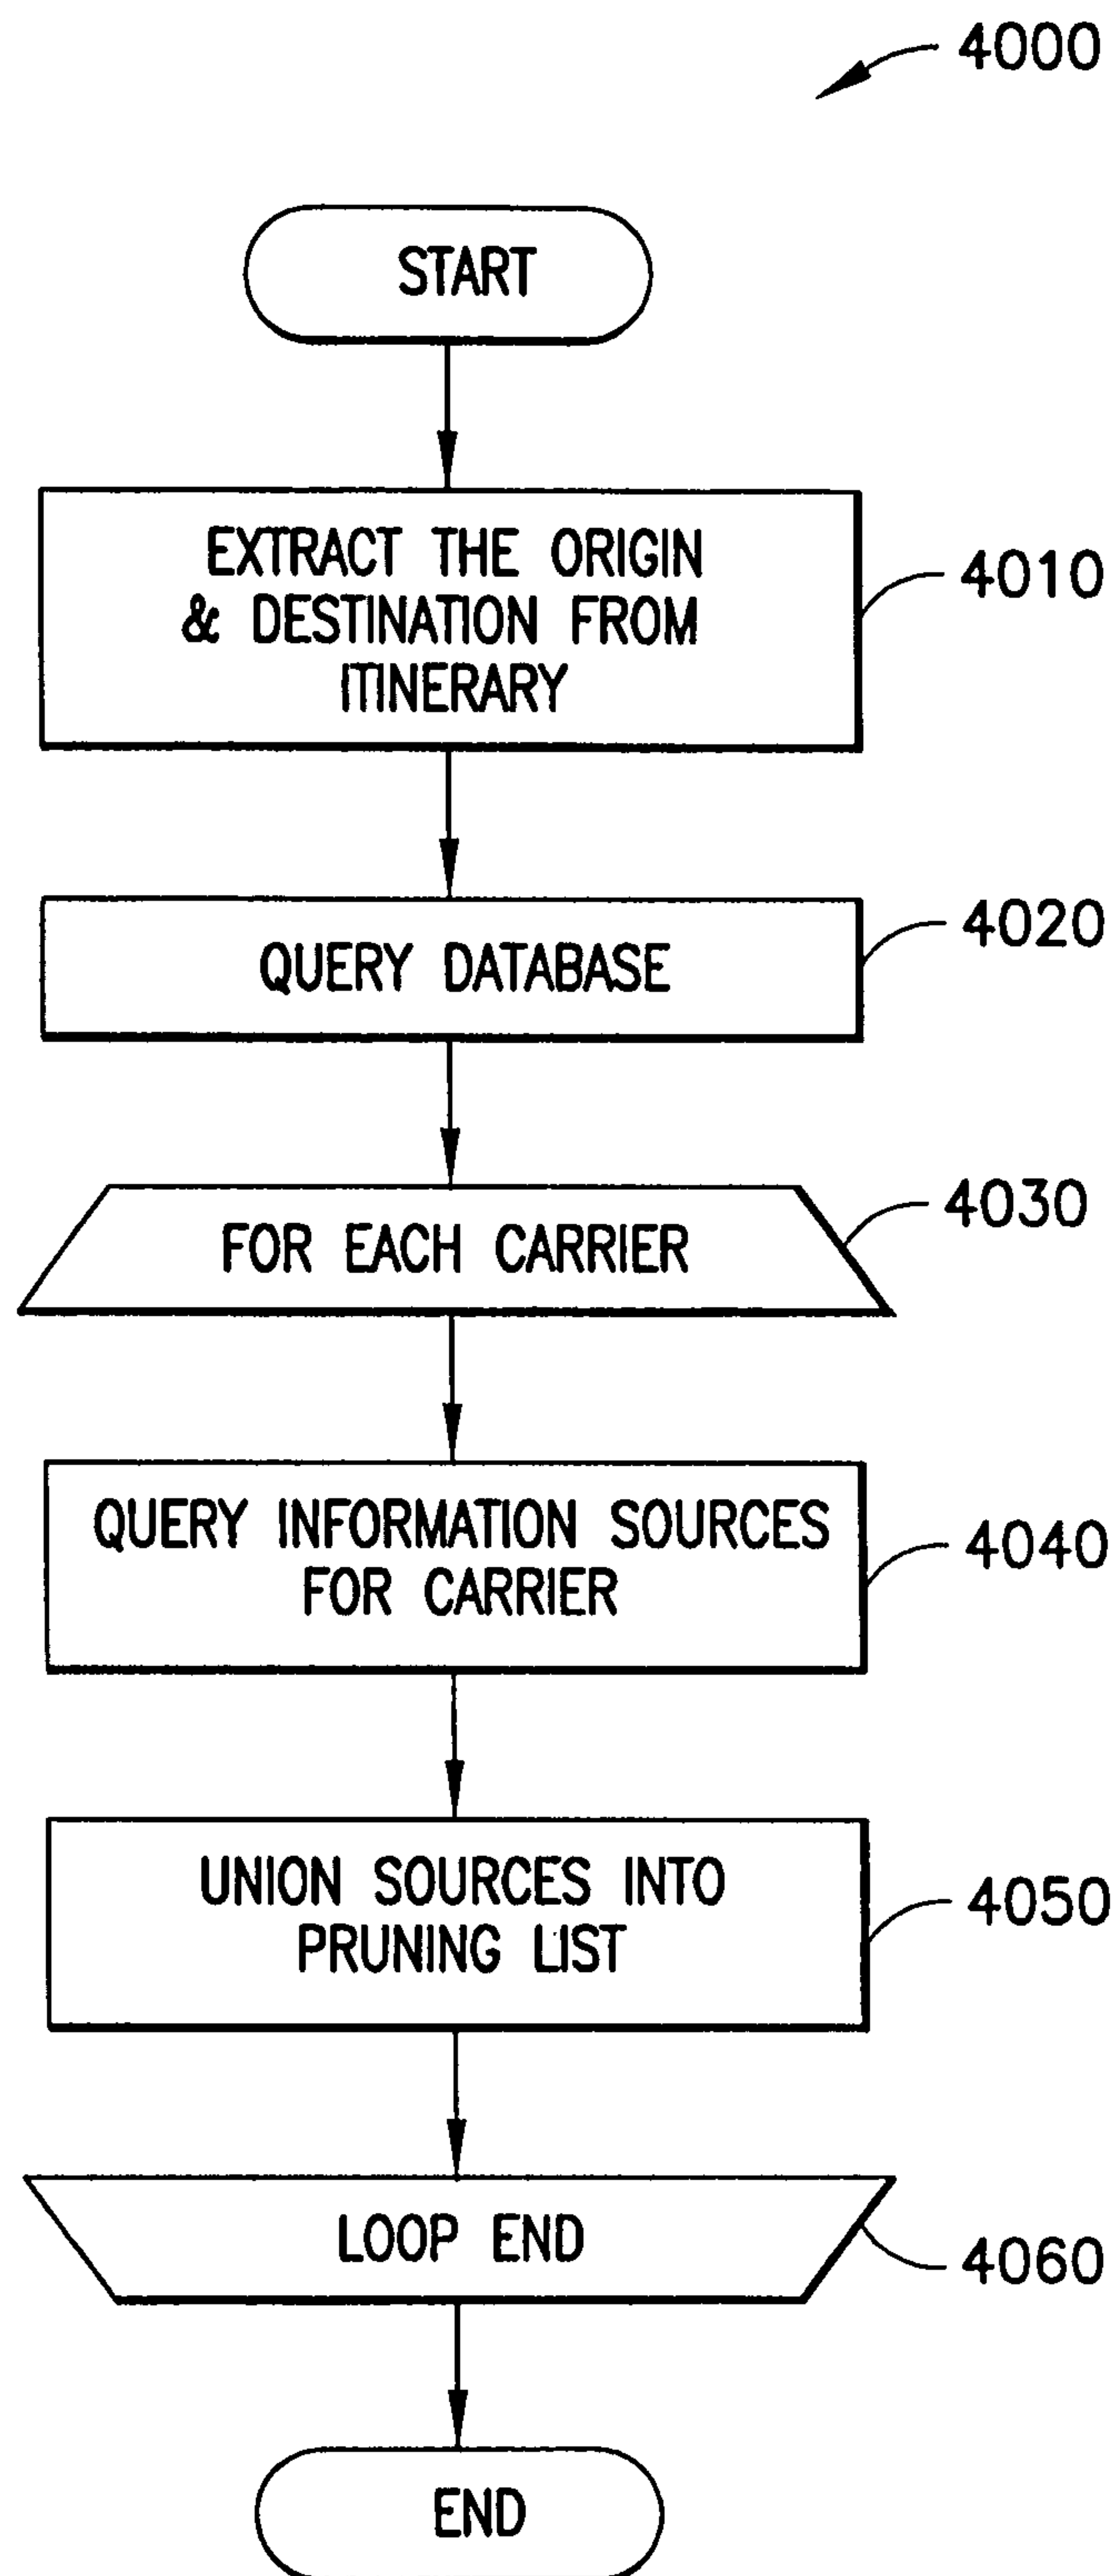 4000
START
EXTRACT THE ORIGIN
& DESTINATION FROM
ITINERARY
4010
QUERY DATABASE
4020
FOR EACH CARRIER
4030
QUERY INFORMATION SOURCES
FOR CARRIER
4040
UNION SOURCES INTO
PRUNING LIST
4050
LOOP END
4060
END